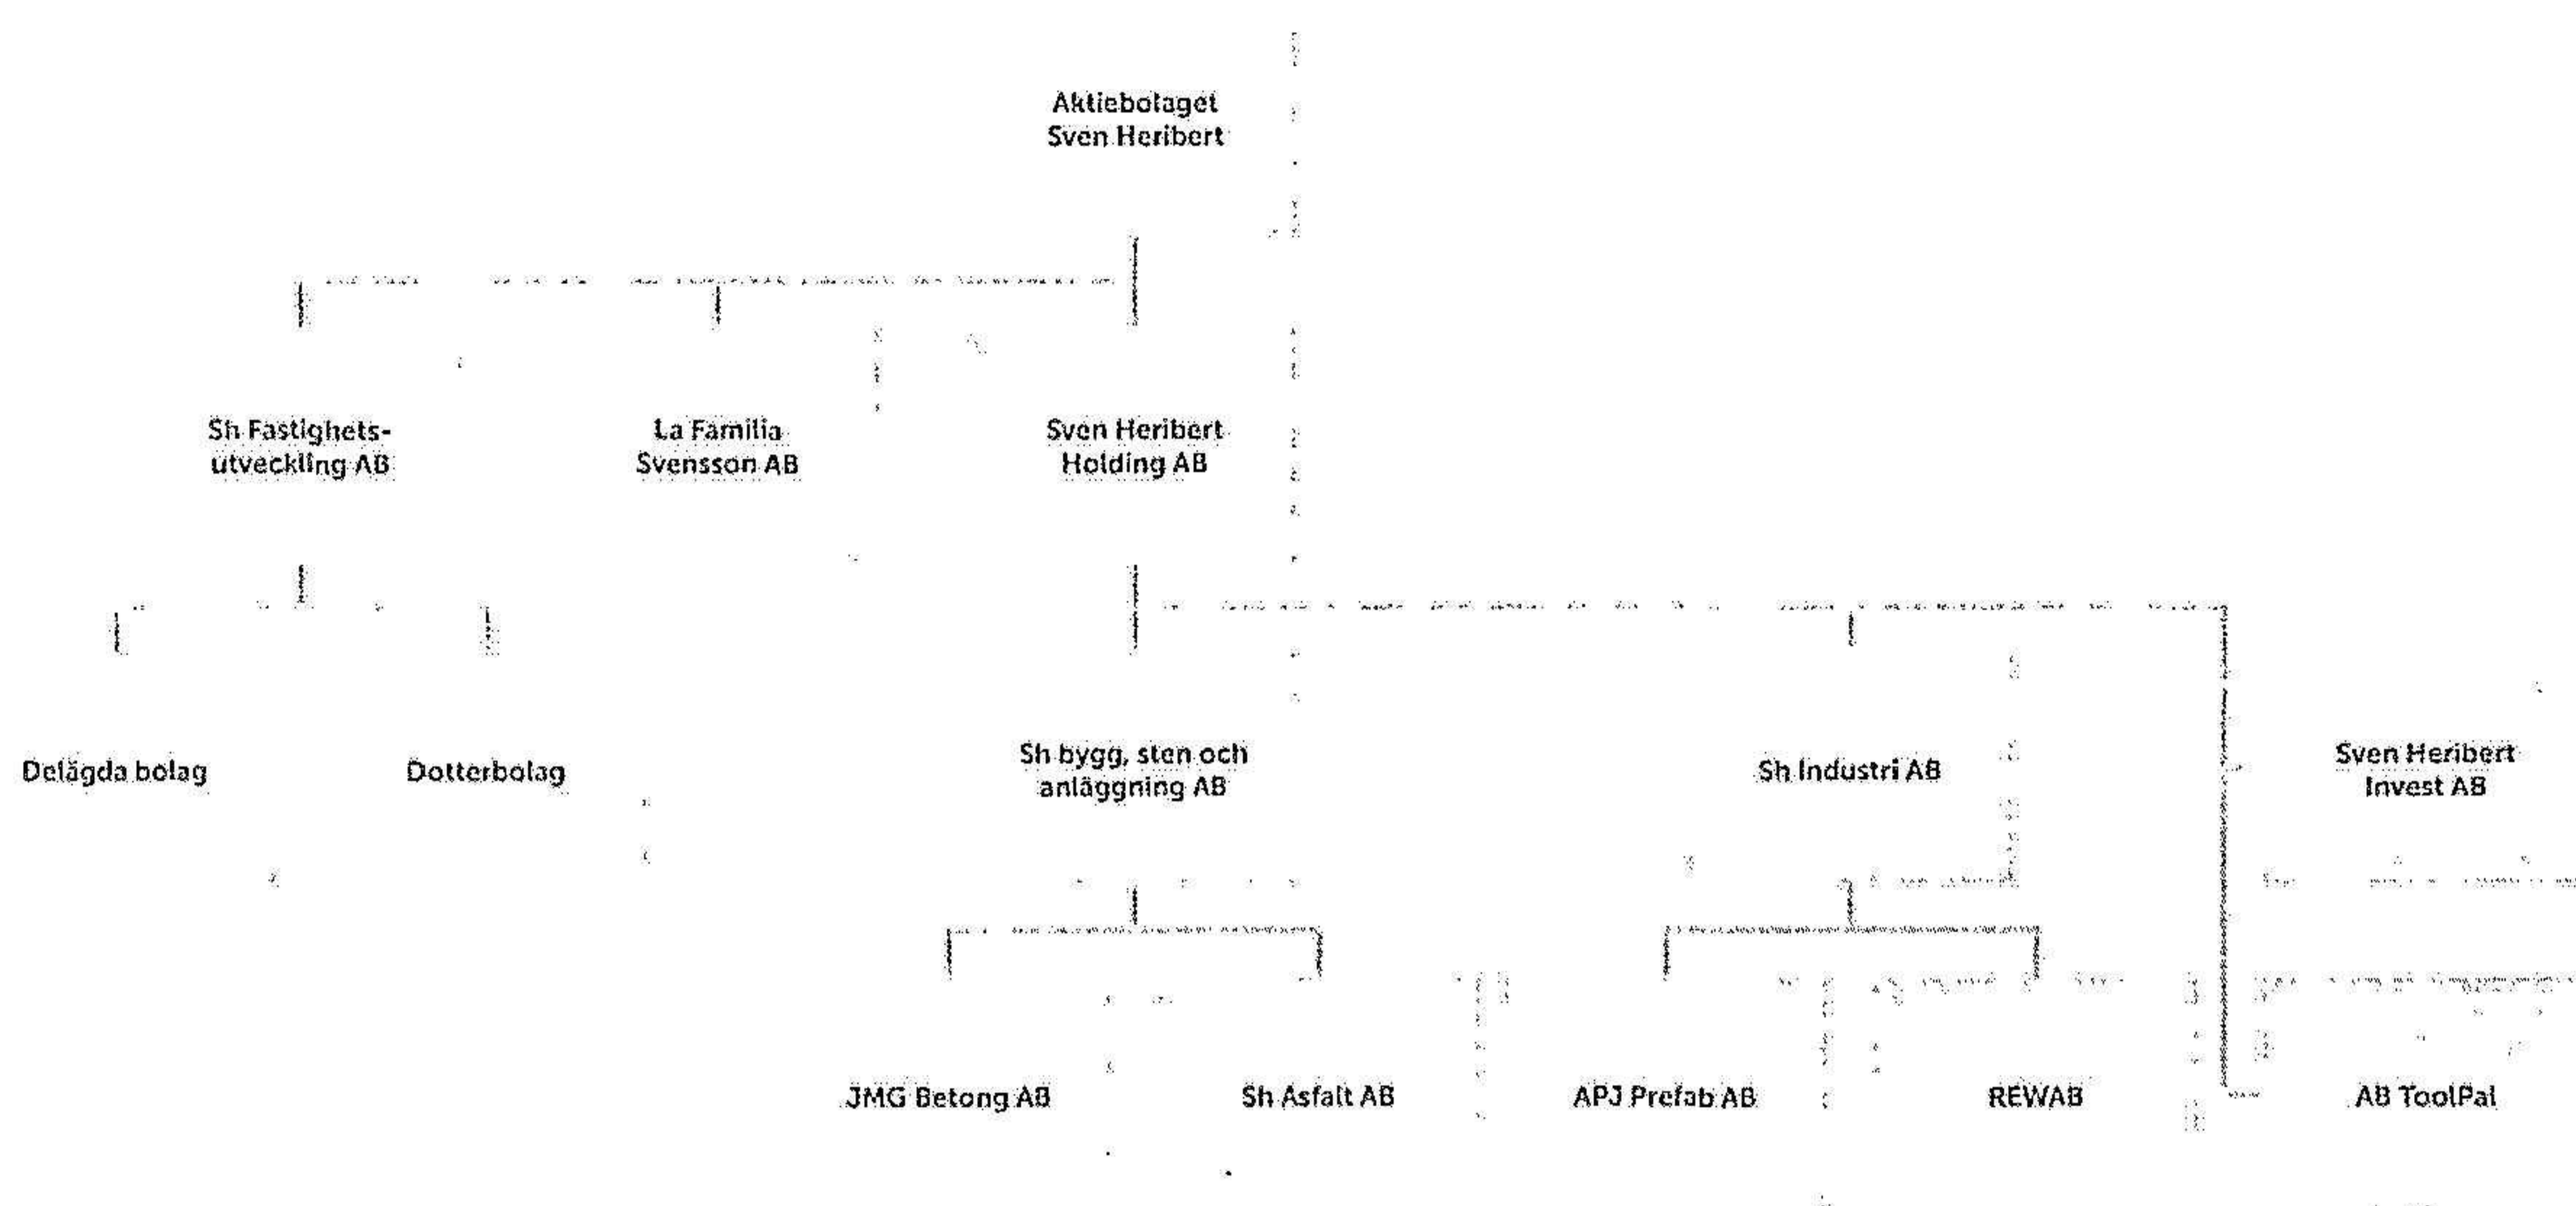 Aktiebolaget
Sven Heribert
Sh Fastighets-
utveckling AB
La Familia
Svensson AB
Sven Heribert
Holding AB
Delägda bolag
Dotterbolag
Sh bygg, sten och
anläggning AB
Sh Industri AB
Sven Heribert
Invest AB
JMG Betong AB
Sh Asfalt AB
APJ Prefab AB
REWAB
AB ToolPal